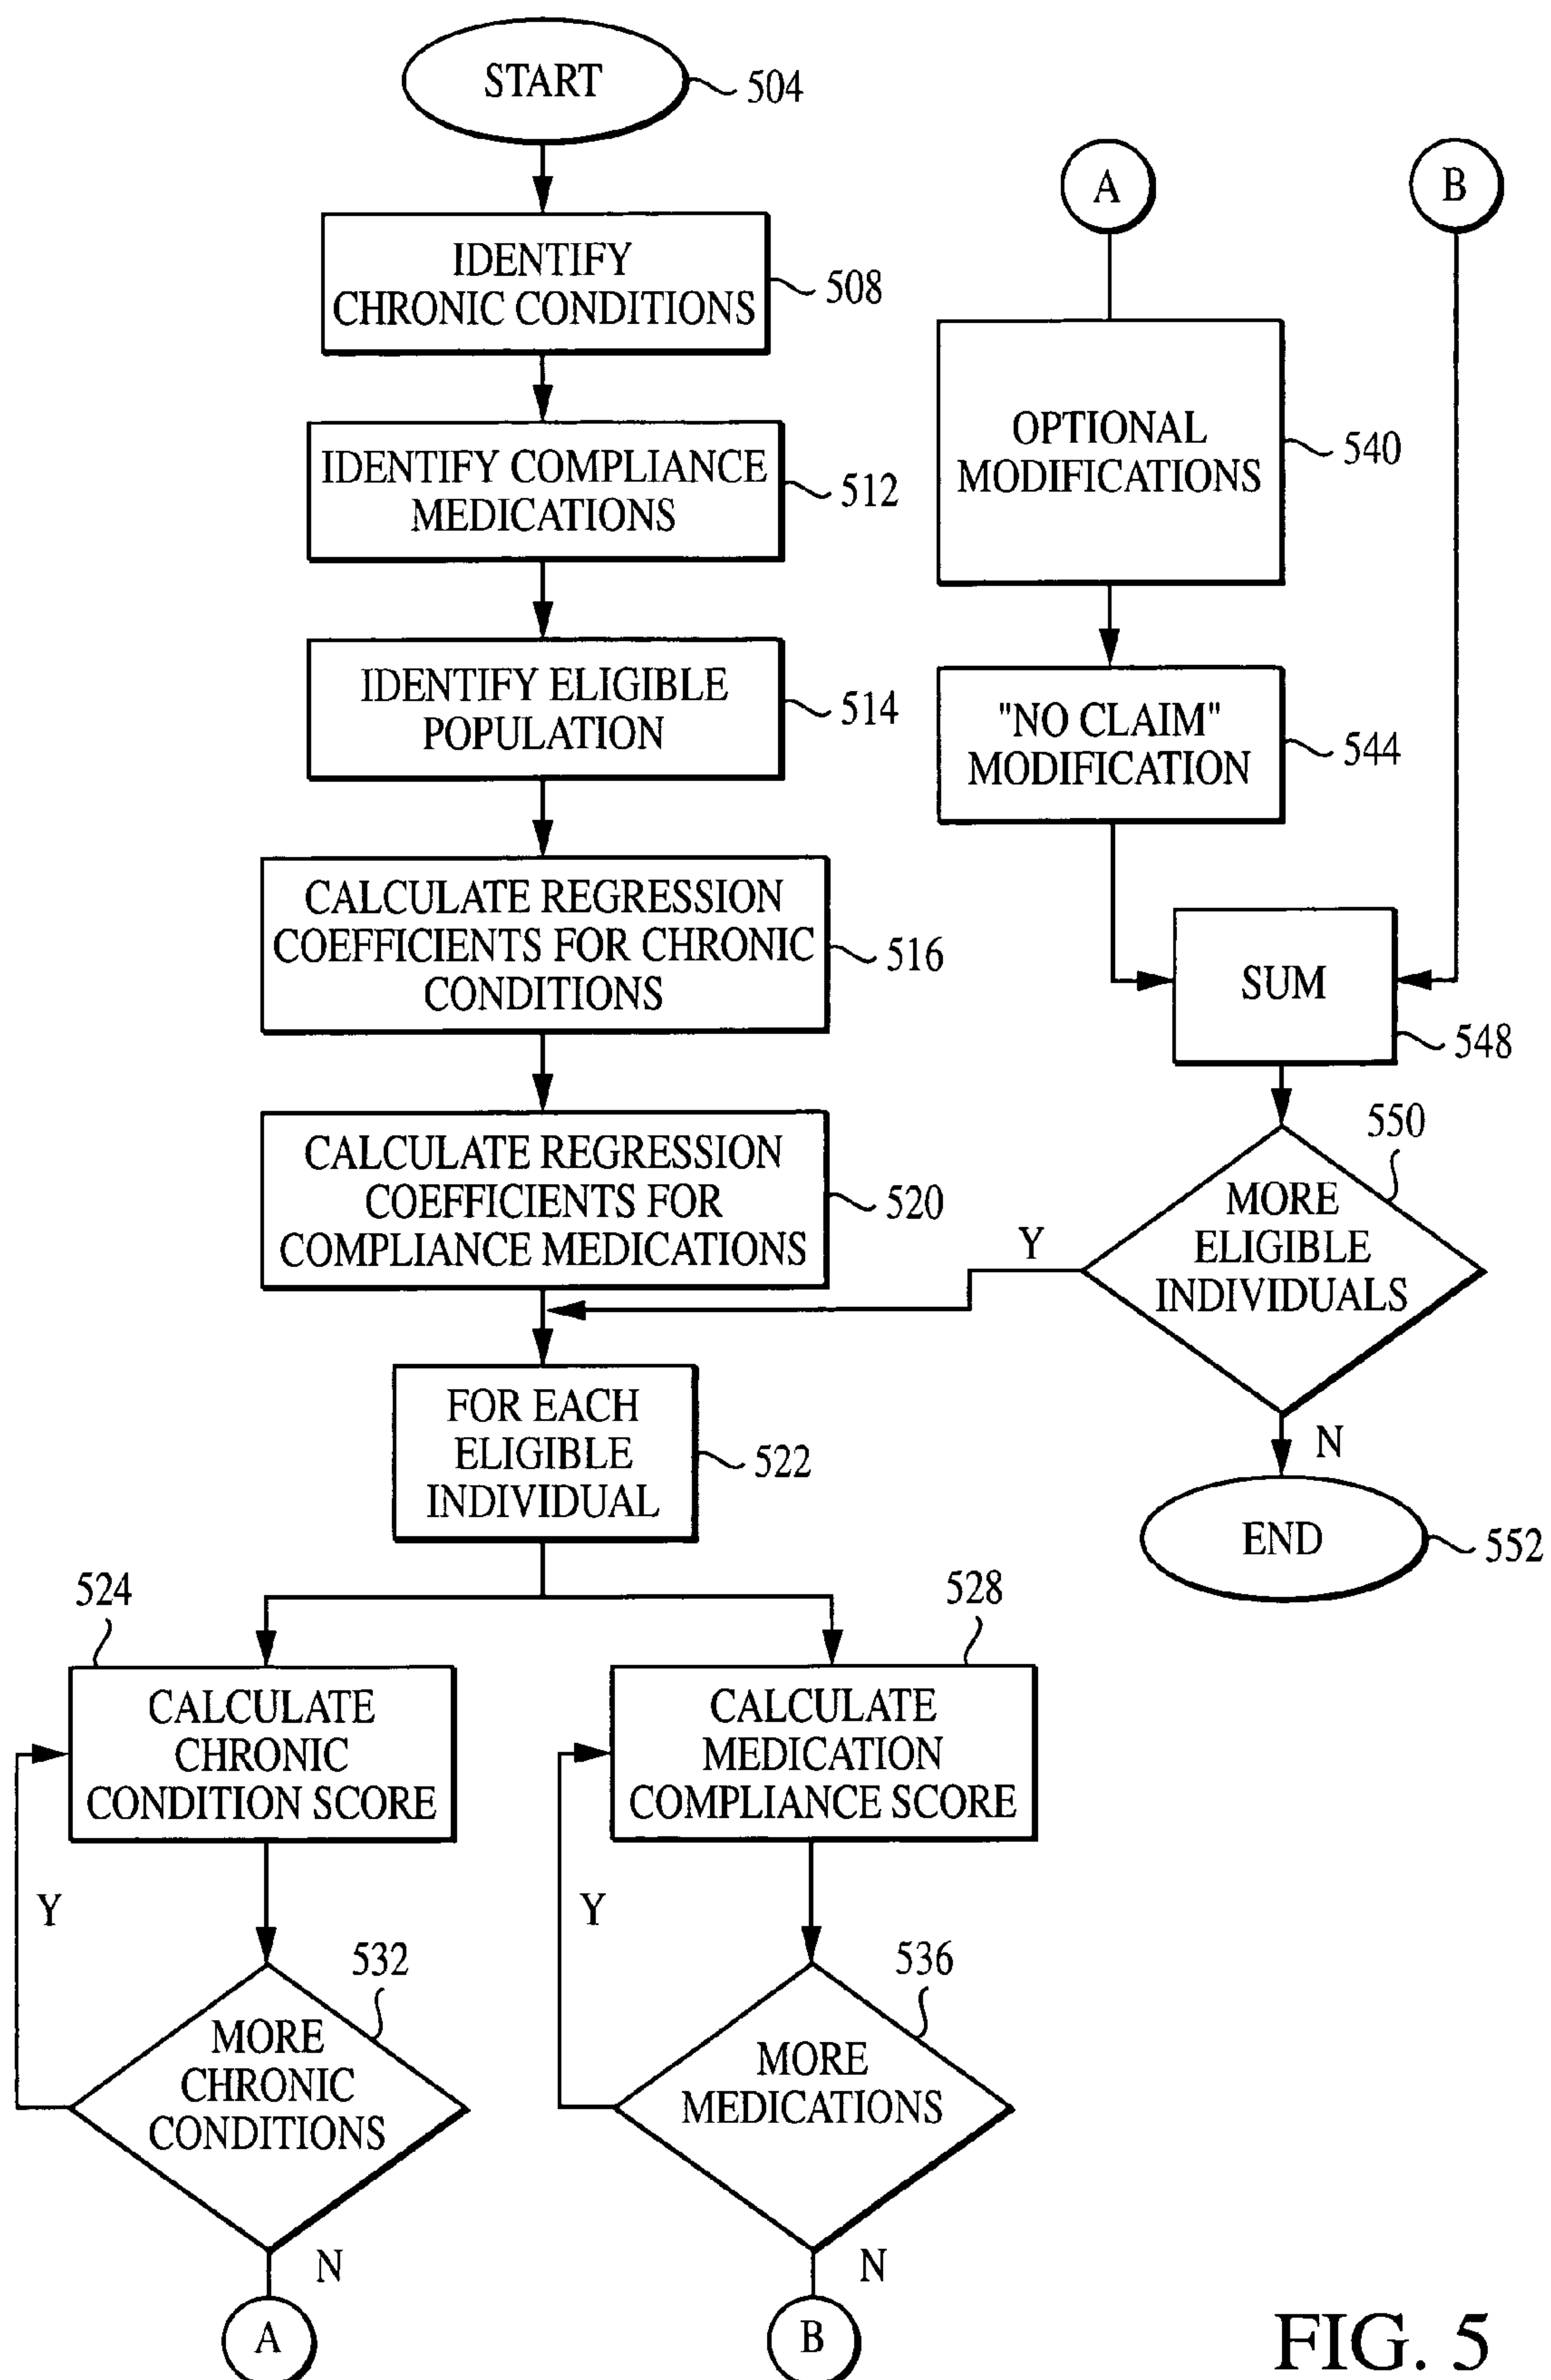 START
504
IDENTIFY
CHRONIC CONDITIONS
508
IDENTIFY COMPLIANCE
MEDICATIONS
512
IDENTIFY ELIGIBLE
POPULATION
514
CALCULATE REGRESSION
COEFFICIENTS FOR CHRONIC
CONDITIONS
516
CALCULATE REGRESSION
COEFFICIENTS FOR
COMPLIANCE MEDICATIONS
520
FOR EACH
ELIGIBLE
INDIVIDUAL
522
524
CALCULATE
CHRONIC
CONDITION SCORE
Y
532
MORE
CHRONIC
CONDITIONS
N
A
528
CALCULATE
MEDICATION
COMPLIANCE SCORE
Y
536
MORE
MEDICATIONS
N
B
A
B
OPTIONAL
MODIFICATIONS
540
"NO CLAIM"
MODIFICATION
544
SUM
548
550
MORE
ELIGIBLE
INDIVIDUALS
Y
N
END
552
FIG. 5